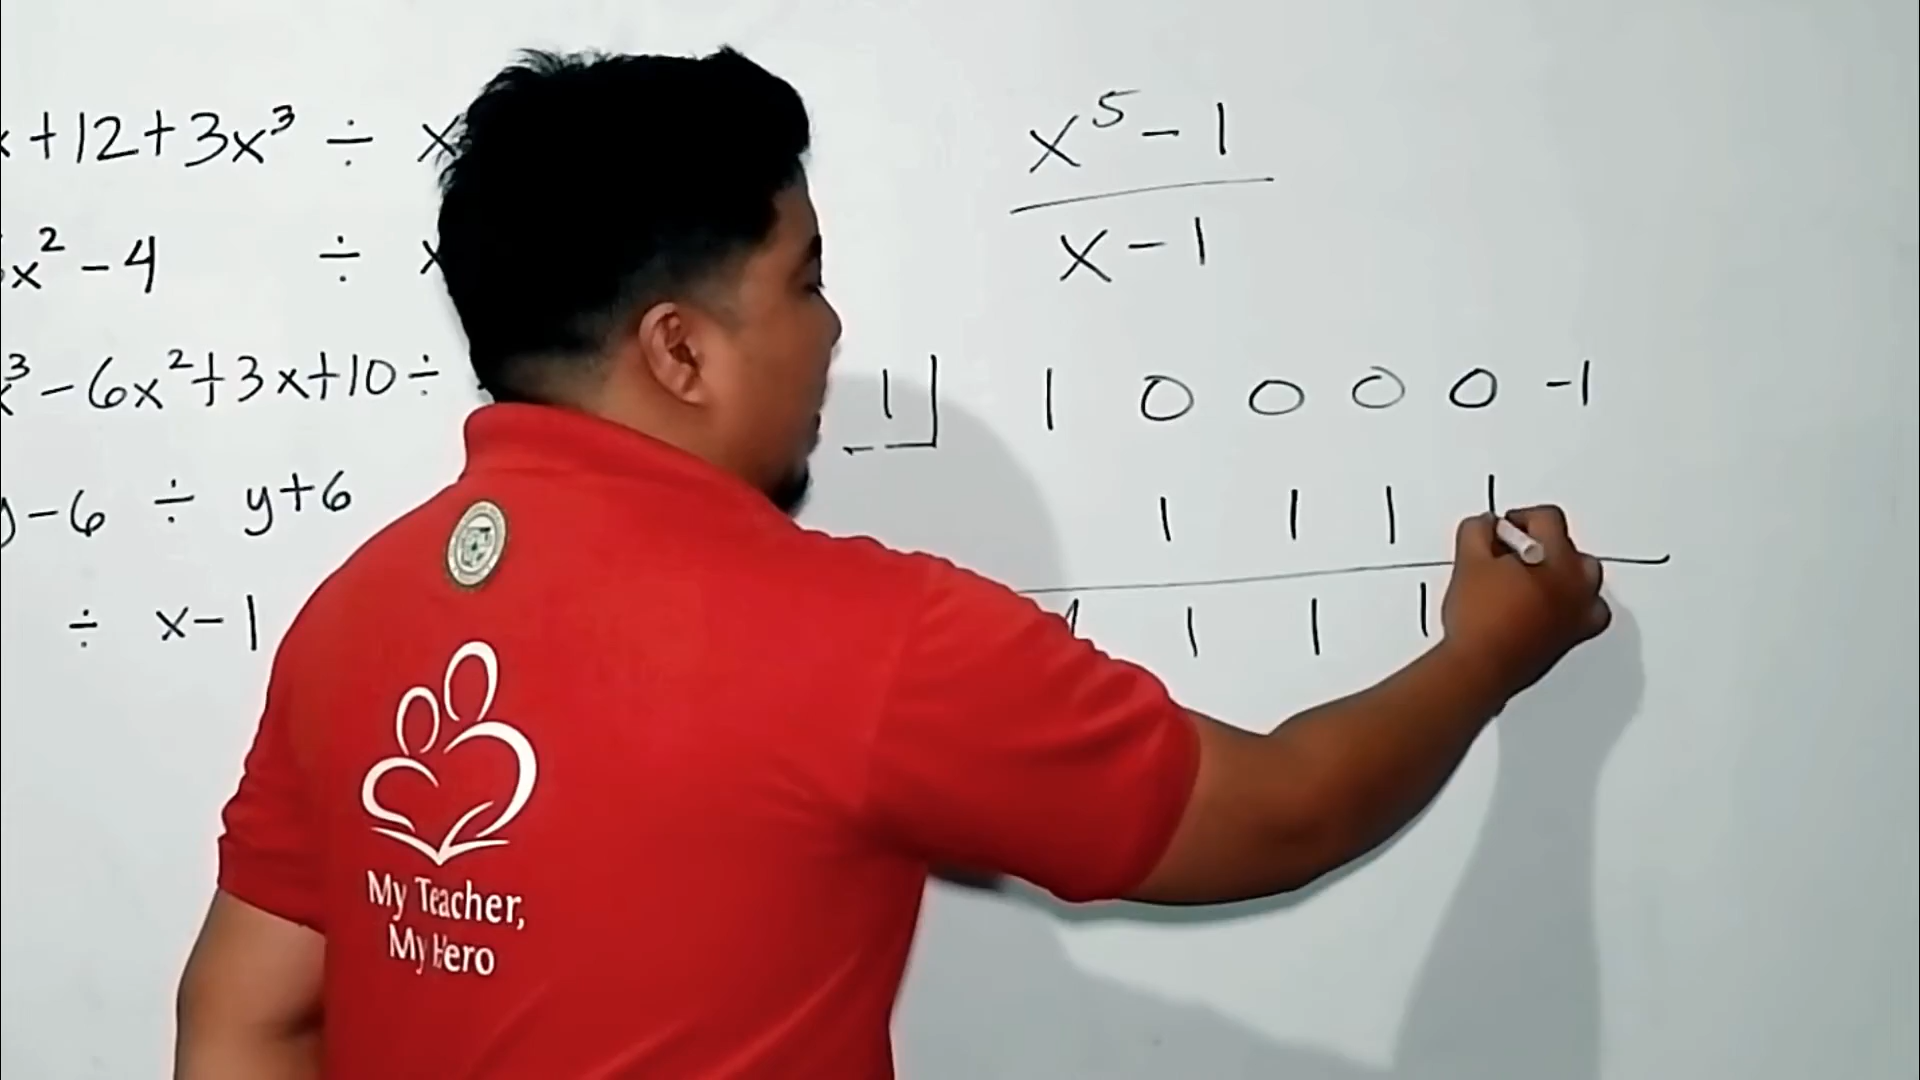 x + 12 + 3x³ ÷ x
x² - 4 ÷ x
x³ - 6x² + 3x + 10 ÷
y - 6 ÷ y + 6
÷ x - 1
x⁵ - 1
x - 1
1 1 0 0 0 0 -1
1 1 1 1
1 1 1 1
My Teacher,
My Hero